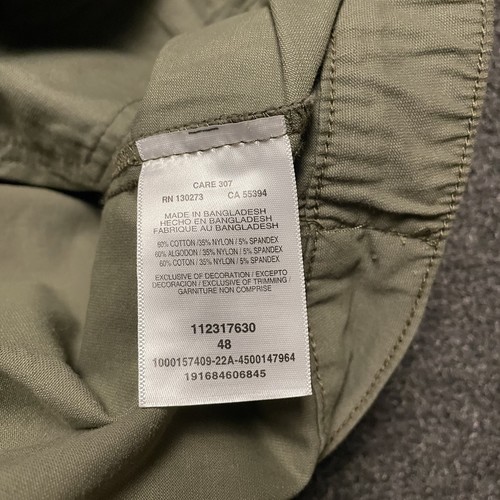 CARE 307
RN 130273 CA 55394
MADE IN BANGLADESH
HECHO EN BANGLADESH
FABRIQUE AU BANGLADESH
60% COTTON / 35% NYLON / 5% SPANDEX
60% ALGODON / 35% NYLON / 5% SPANDEX
60% COTON / 35% NYLON / 5% SPANDEX
EXCLUSIVE OF DECORATION / EXCEPTO
DECORACION / EXCLUSIVE OF TRIMMING /
GARNITURE NON COMPRISE
112317630
48
1000157409-22A-4500147964
191684606845